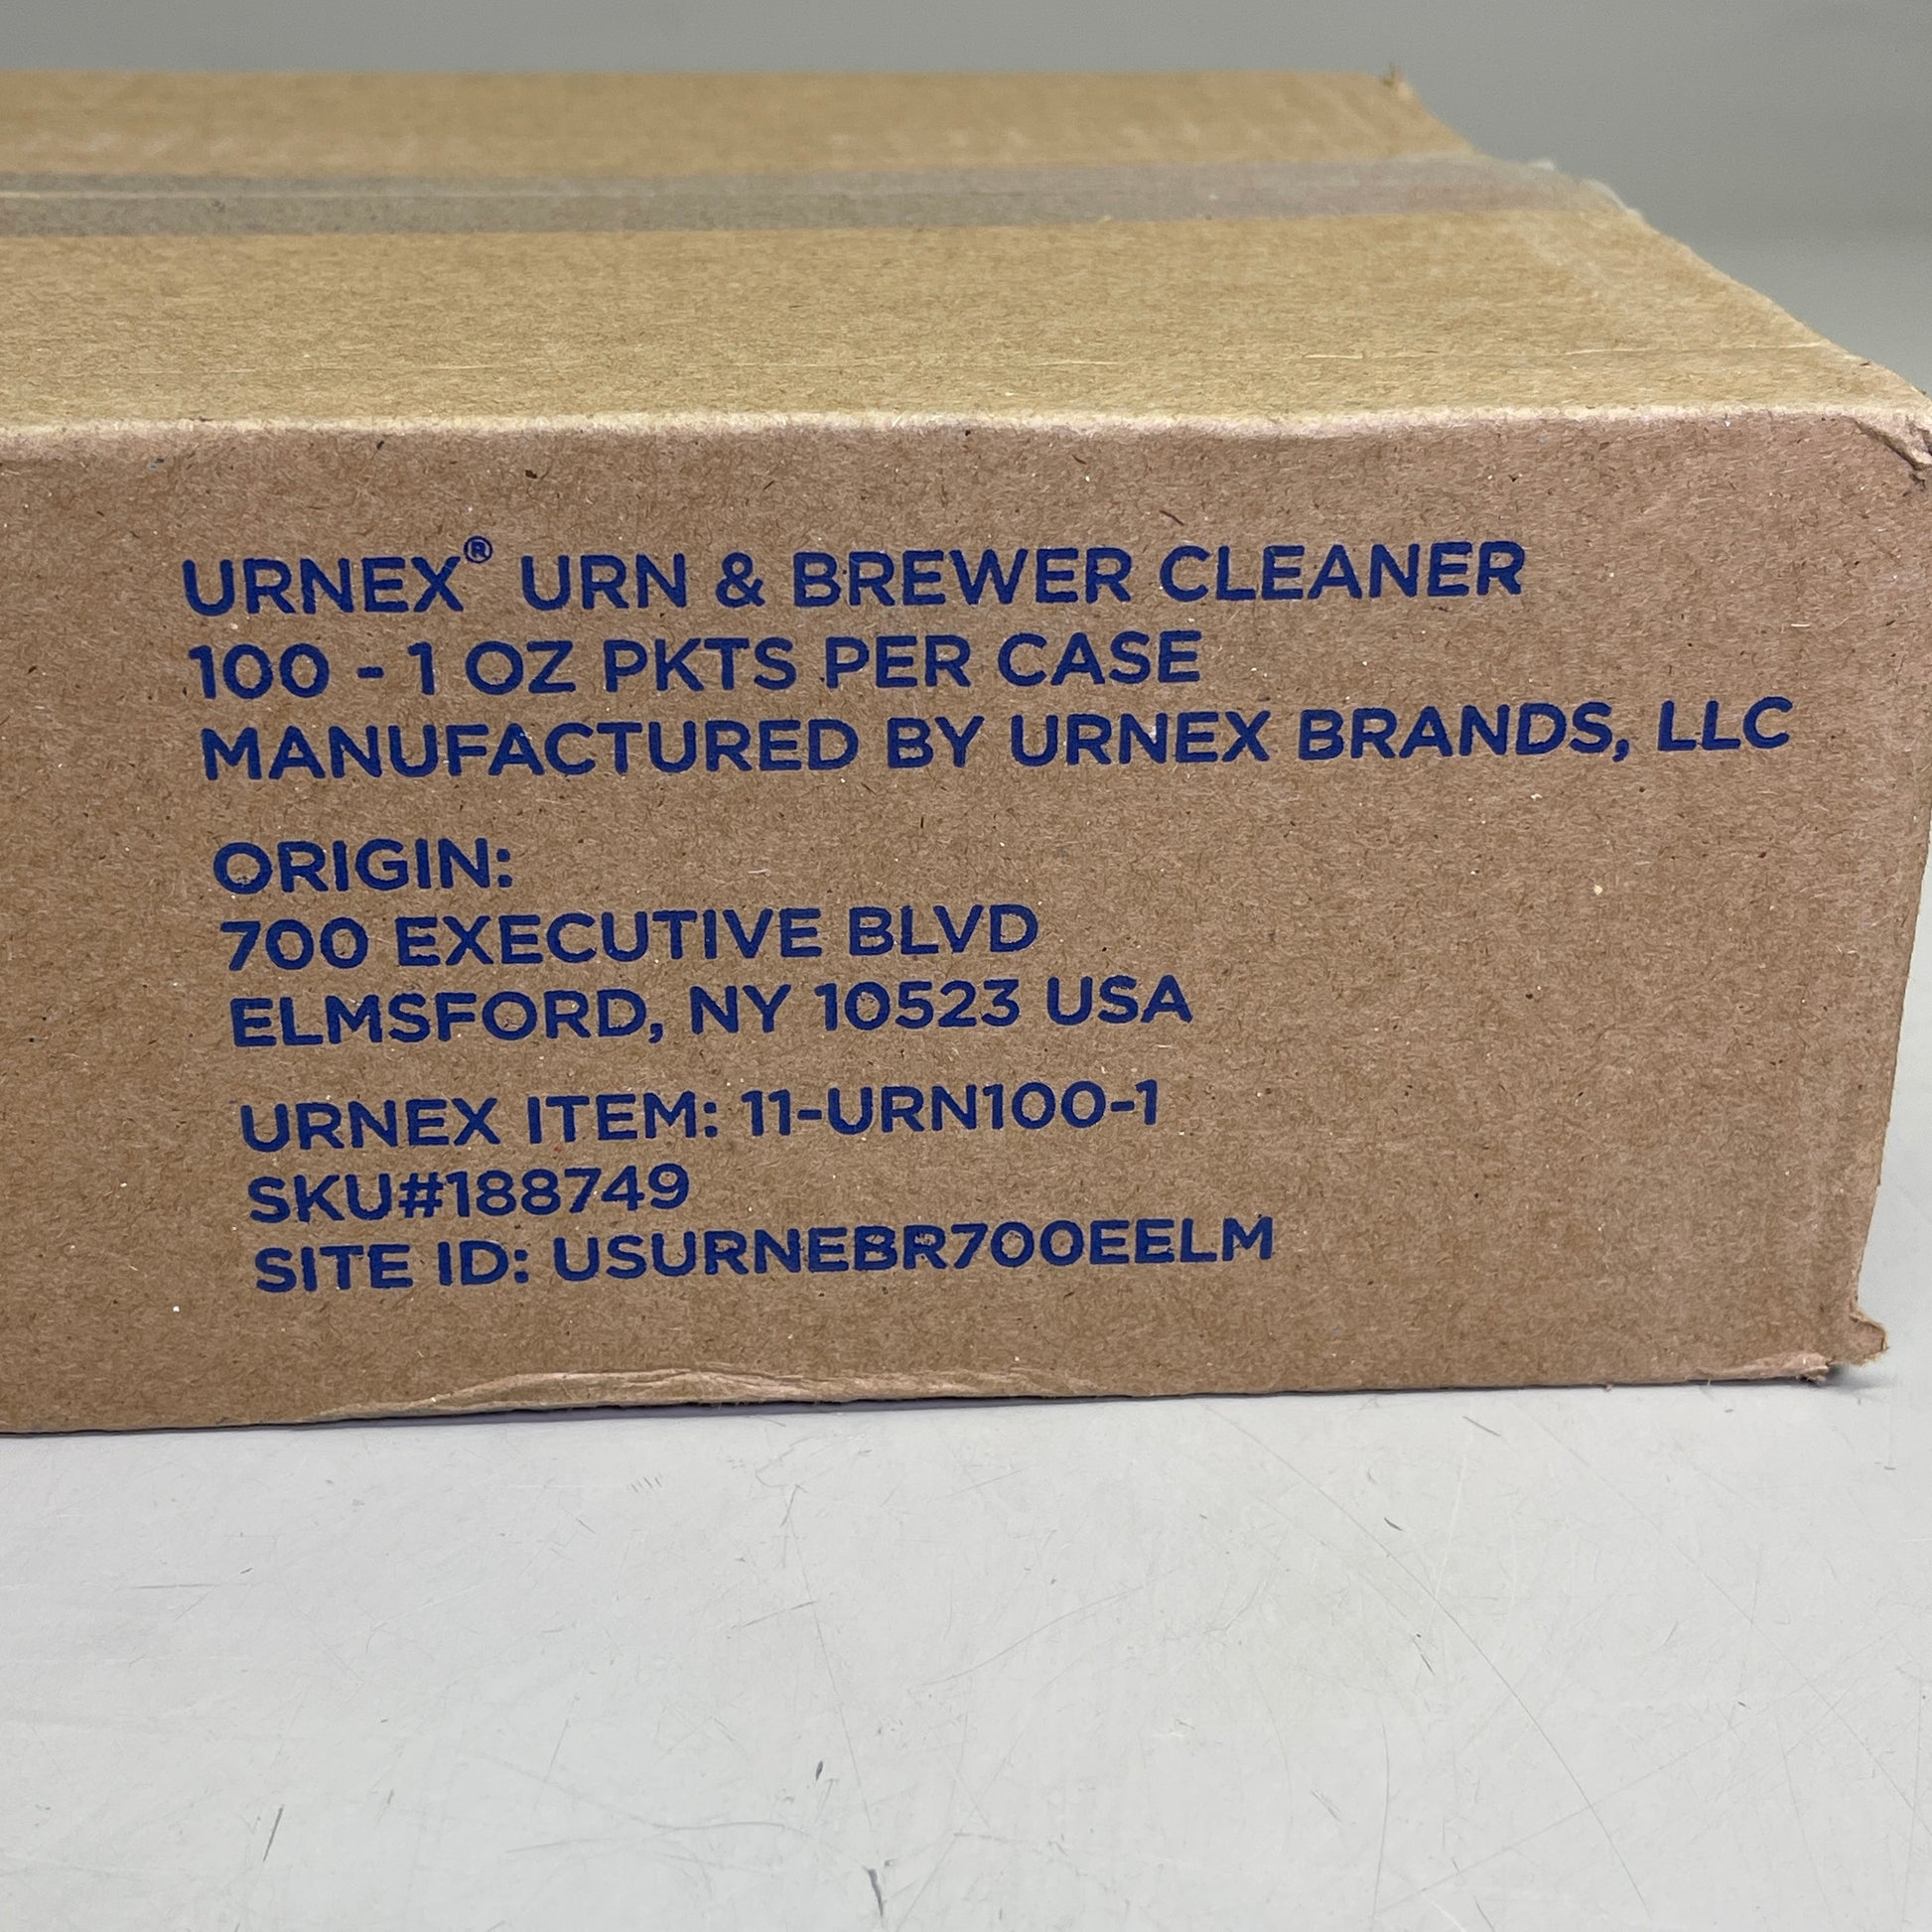 URNEX® URN & BREWER CLEANER
100 - 1 OZ PKTS PER CASE
MANUFACTURED BY URNEX BRANDS, LLC
ORIGIN:
700 EXECUTIVE BLVD
ELMSFORD, NY 10523 USA
URNEX ITEM: 11-URN100-1
SKU#188749
SITE ID: USURNEBR700EELM